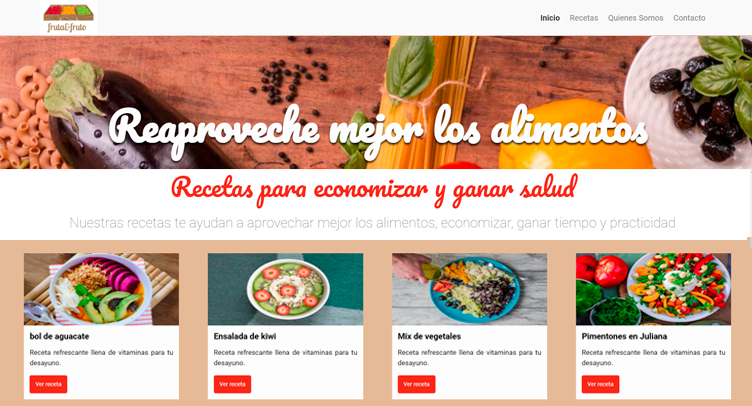 fruta&fruto
Inicio Recetas Quienes Somos Contacto
Reaproveche mejor los alimentos
Recetas para economizar y ganar salud
Nuestras recetas te ayudan a aprovechar mejor los alimentos, economizar, ganar tiempo y practicidad
bol de aguacate
Receta refrescante llena de vitaminas para tu
desayuno.
Ver receta
Ensalada de kiwi
Receta refrescante llena de vitaminas para tu
desayuno.
Ver receta
Mix de vegetales
Receta refrescante llena de vitaminas para tu
desayuno.
Ver receta
Pimentones en Juliana
Receta refrescante llena de vitaminas para tu
desayuno.
Ver receta